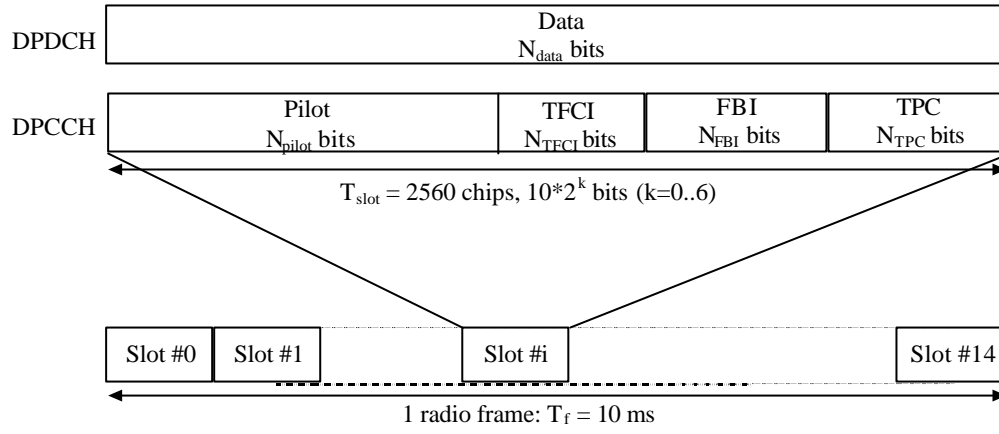 DPDCH
Data
N_data bits
DPCCH
Pilot
N_pilot bits
TFCI
N_TFCI bits
FBI
N_FBI bits
TPC
N_TPC bits
T_slot = 2560 chips, 10*2^k bits (k=0..6)
Slot #0
Slot #1
Slot #i
Slot #14
1 radio frame: T_f = 10 ms